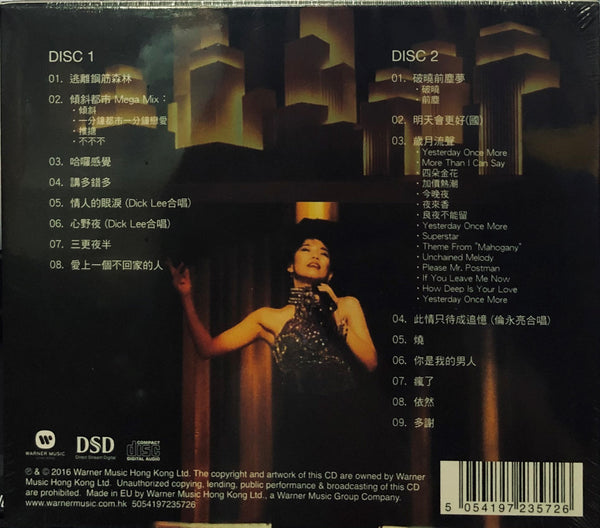 DISC 1
01. 逃離鋼筋森林
02. 傾斜都市 Mega Mix：
・傾斜
・一分鐘都市一分鐘戀愛
・推搪
・不不不
03. 哈囉感覺
04. 講多錯多
05. 情人的眼淚 (Dick Lee合唱)
06. 心野夜 (Dick Lee合唱)
07. 三更夜半
08. 愛上一個不回家的人
DISC 2
01. 破曉前塵夢
・破曉
・前塵
02. 明天會更好(國)
03. 歲月流聲
・Yesterday Once More
・More Than I Can Say
・四朵金花
・加價熱潮
・今晚夜
・夜來香
・良夜不能留
・Yesterday Once More
・Superstar
・Theme From "Mahogany"
・Unchained Melody
・Please Mr. Postman
・If You Leave Me Now
・How Deep Is Your Love
・Yesterday Once More
04. 此情只待成追憶 (倫永亮合唱)
05. 燒
06. 你是我的男人
07. 瘋了
08. 依然
09. 多謝
WARNER MUSIC
DSD
Direct Stream Digital
COMPACT
disc
DIGITAL AUDIO
℗ & © 2016 Warner Music Hong Kong Ltd. The copyright and artwork of this CD are owned by Warner
Music Hong Kong Ltd. Unauthorized copying, lending, public performance & broadcasting of this CD
are prohibited. Made in EU by Warner Music Hong Kong Ltd., a Warner Music Group Company.
www.warnermusic.com.hk 5054197235726
5 054197 235726